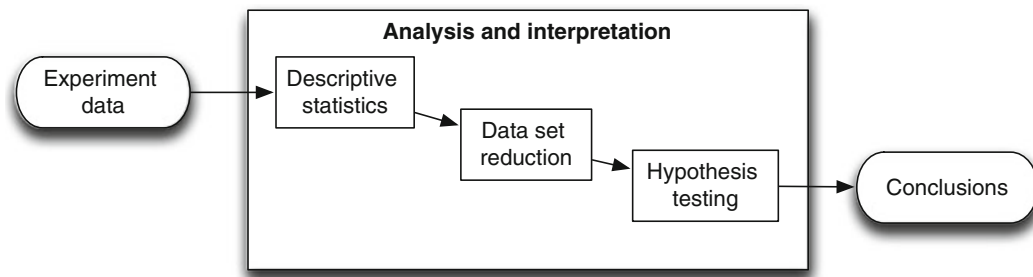 Analysis and interpretation
Experiment
data
Descriptive
statistics
Data set
reduction
Hypothesis
testing
Conclusions